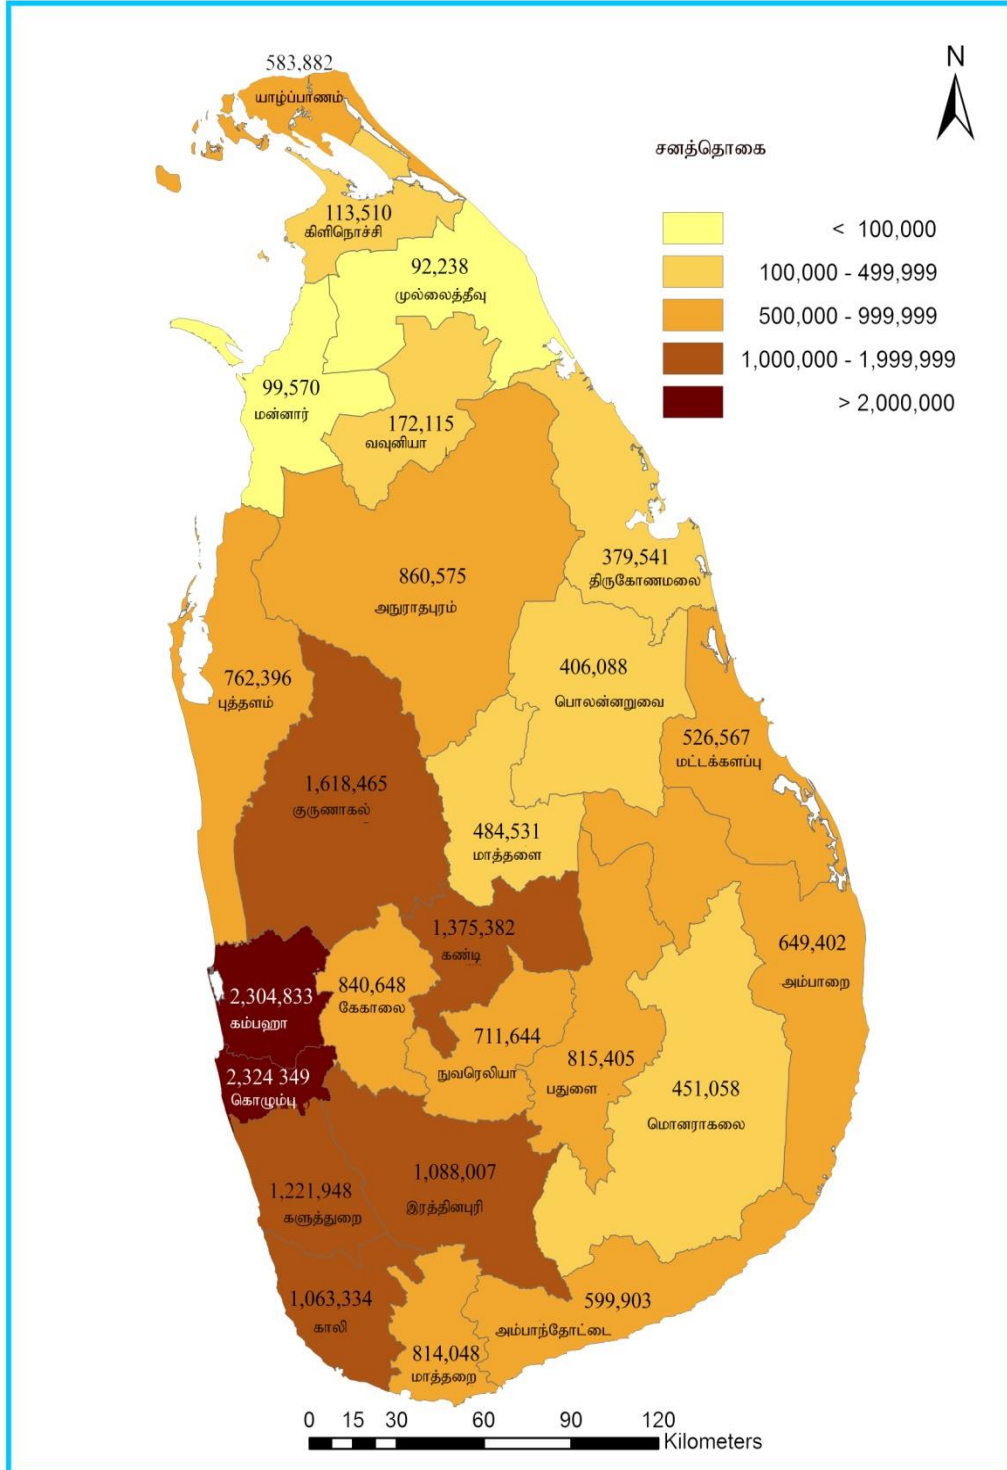 583,882
யாழ்ப்பாணம்
N
சனத்தொகை
< 100,000
100,000 - 499,999
500,000 - 999,999
1,000,000 - 1,999,999
> 2,000,000
113,510
கிளிநொச்சி
92,238
முல்லைத்தீவு
99,570
மன்னார்
172,115
வவுனியா
379,541
திருகோணமலை
860,575
அநுராதபுரம்
406,088
பொலன்னறுவை
762,396
புத்தளம்
526,567
மட்டக்களப்பு
1,618,465
குருணாகல்
484,531
மாத்தளை
1,375,382
கண்டி
649,402
அம்பாறை
840,648
கேகாலை
2,304,833
கம்பஹா
711,644
நுவரெலியா
815,405
பதுளை
2,324 349
கொழும்பு
451,058
மொனராகலை
1,088,007
இரத்தினபுரி
1,221,948
களுத்துறை
1,063,334
காலி
599,903
அம்பாந்தோட்டை
814,048
மாத்தறை
0 15 30 60 90 120
Kilometers